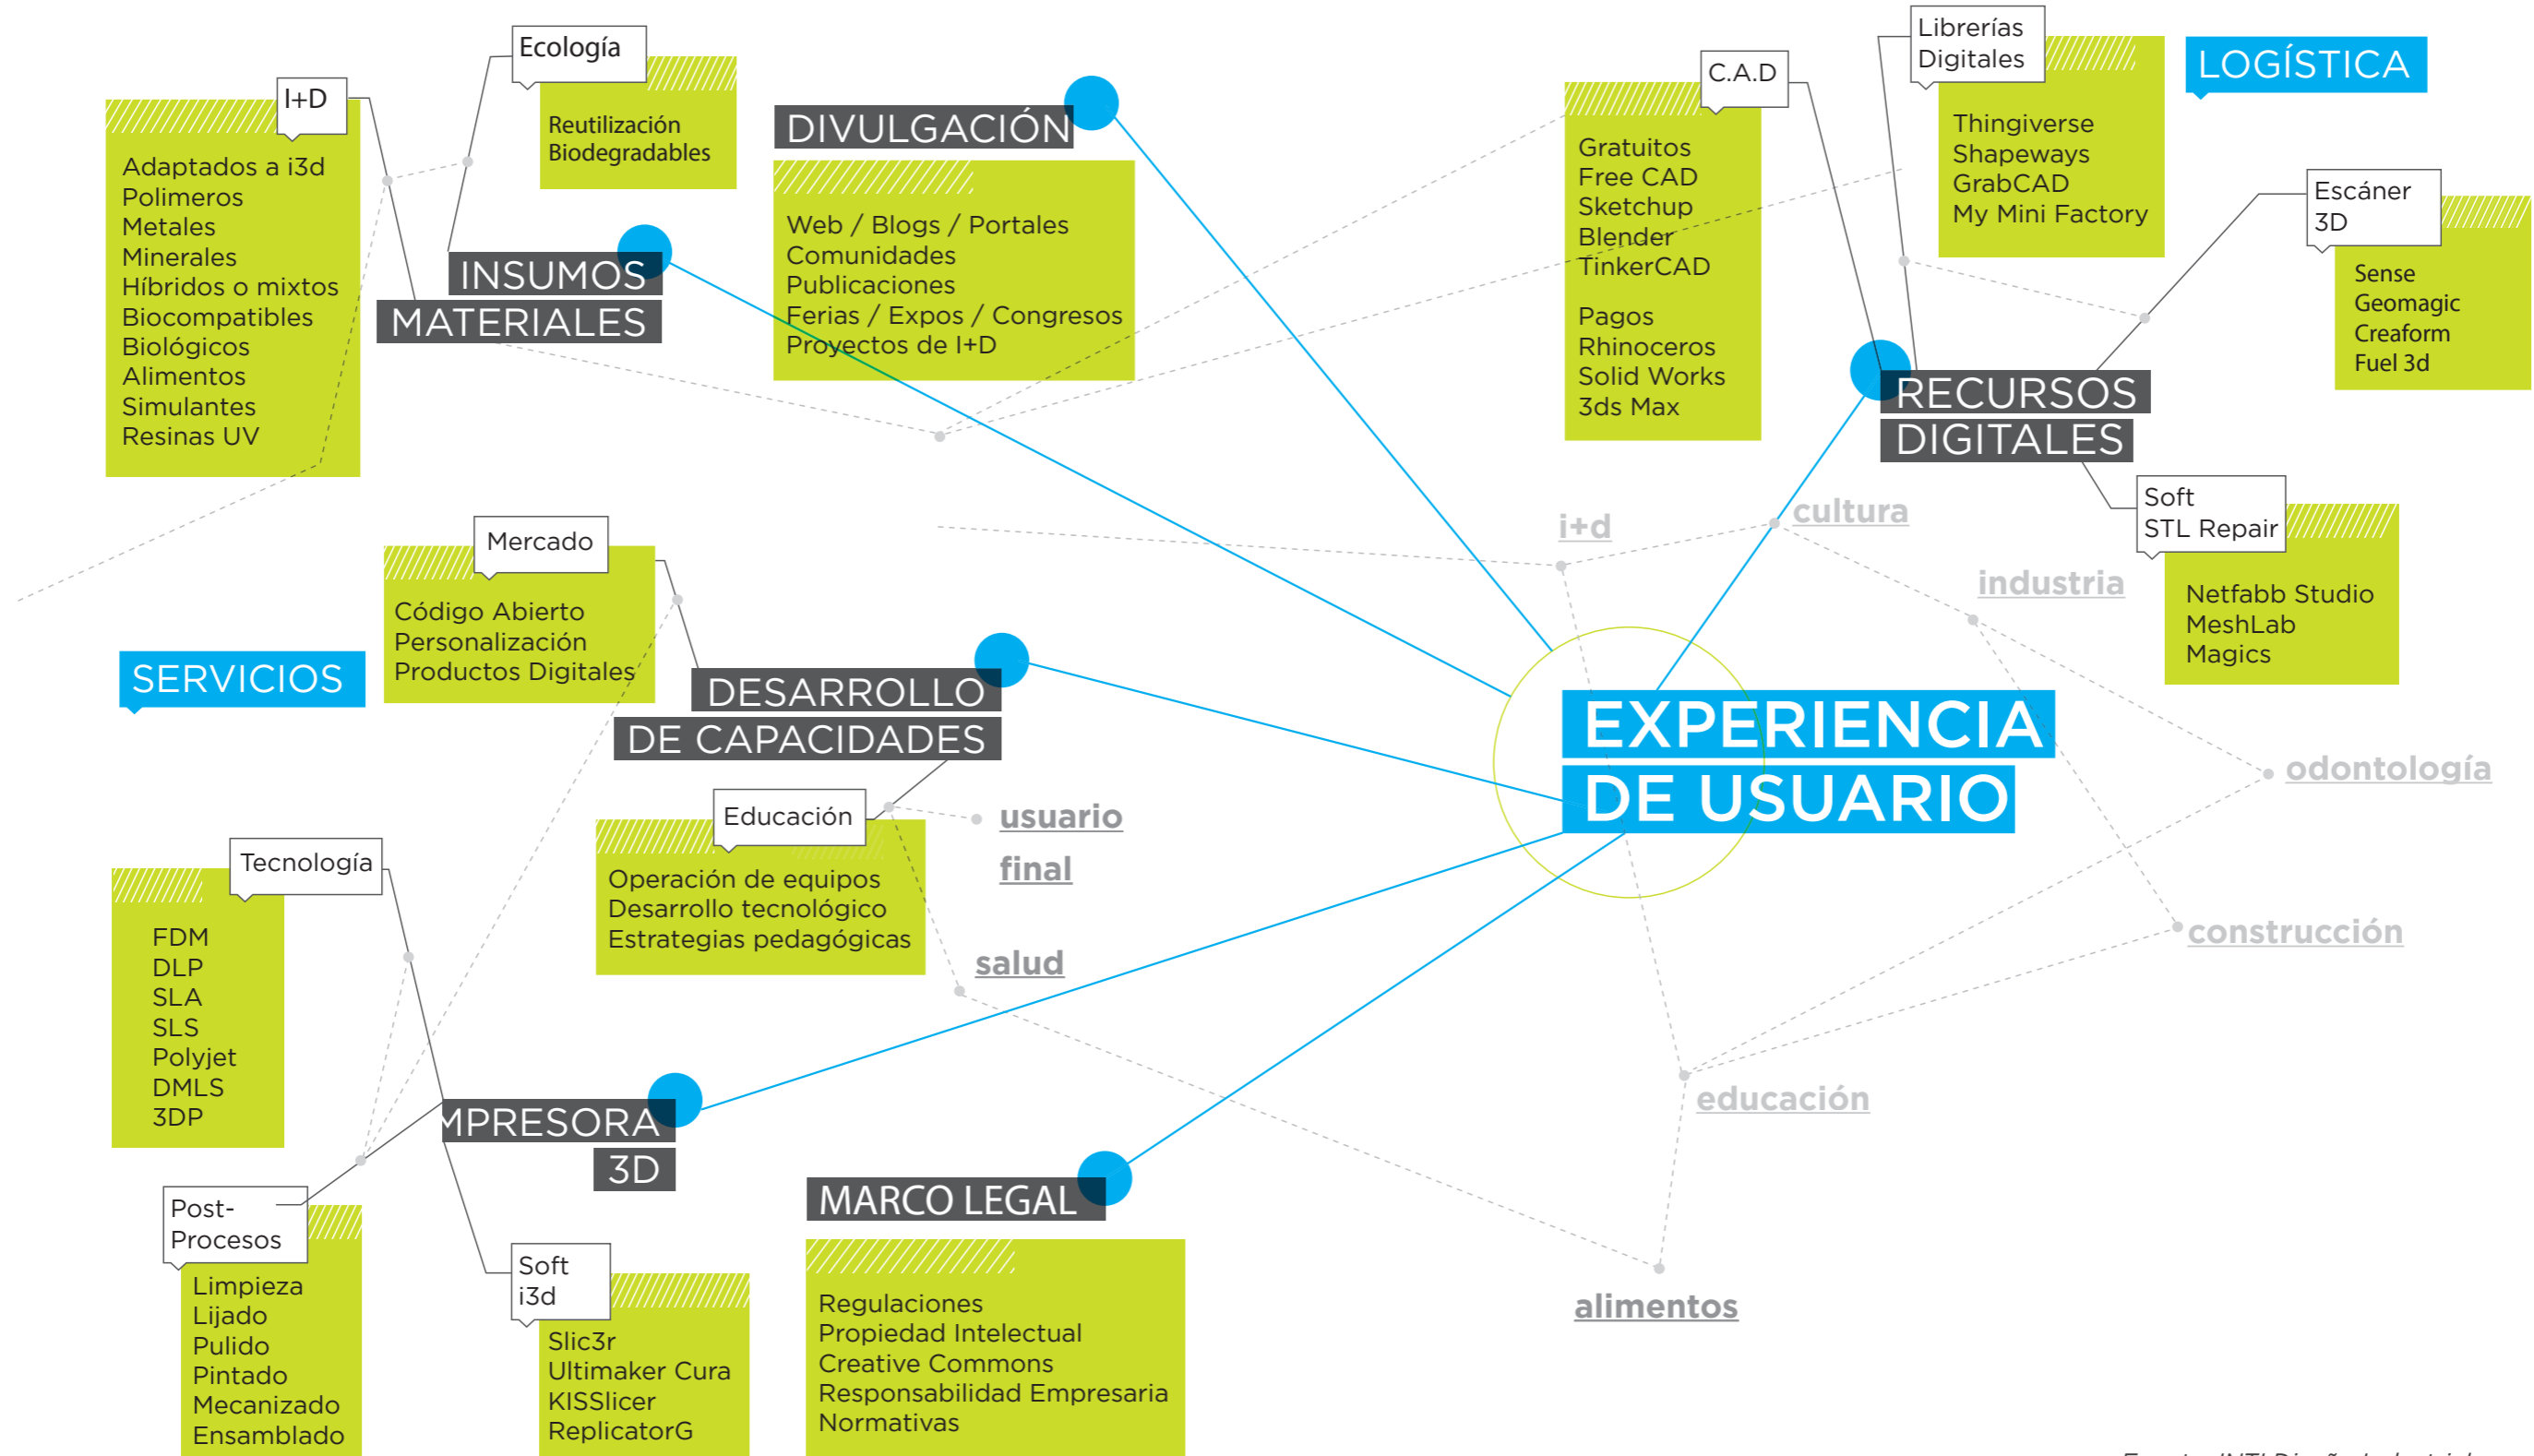 Ecología
Reutilización
Biodegradables
I+D
Adaptados a i3d
Polimeros
Metales
Minerales
Híbridos o mixtos
Biocompatibles
Biológicos
Alimentos
Simulantes
Resinas UV
INSUMOS
MATERIALES
DIVULGACIÓN
Web / Blogs / Portales
Comunidades
Publicaciones
Ferias / Expos / Congresos
Proyectos de I+D
C.A.D
Gratuitos
Free CAD
Sketchup
Blender
TinkerCAD
Pagos
Rhinoceros
Solid Works
3ds Max
Librerías
Digitales
Thingiverse
Shapeways
GrabCAD
My Mini Factory
LOGÍSTICA
Escáner
3D
Sense
Geomagic
Creaform
Fuel 3d
RECURSOS
DIGITALES
Soft
STL Repair
Netfabb Studio
MeshLab
Magics
Mercado
Código Abierto
Personalización
Productos Digitales
SERVICIOS
DESARROLLO
DE CAPACIDADES
Educación
Operación de equipos
Desarrollo tecnológico
Estrategias pedagógicas
i+d
cultura
industria
EXPERIENCIA
DE USUARIO
odontología
construcción
usuario
final
salud
educación
alimentos
Tecnología
FDM
DLP
SLA
SLS
Polyjet
DMLS
3DP
MPRESORA
3D
Post-
Procesos
Limpieza
Lijado
Pulido
Pintado
Mecanizado
Ensamblado
Soft
i3d
Slic3r
Ultimaker Cura
KISSlicer
ReplicatorG
MARCO LEGAL
Regulaciones
Propiedad Intelectual
Creative Commons
Responsabilidad Empresaria
Normativas